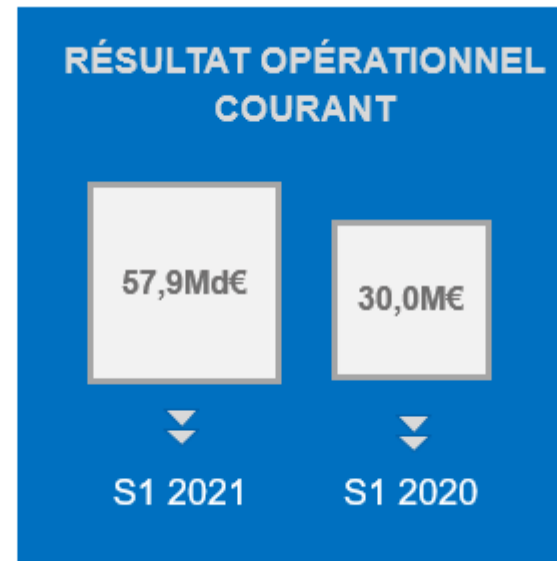 RÉSULTAT OPÉRATIONNEL
COURANT
57,9Md€
30,0M€
S1 2021
S1 2020